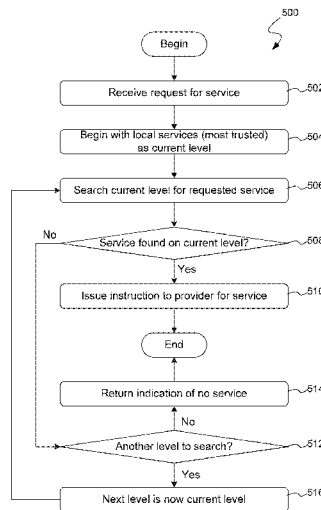 500
Begin
Receive request for service
502
Begin with local services (most trusted)
as current level
504
Search current level for requested service
506
No
Service found on current level?
508
Yes
Issue instruction to provider for service
510
End
Return indication of no service
514
No
Another level to search?
512
Yes
Next level is now current level
516